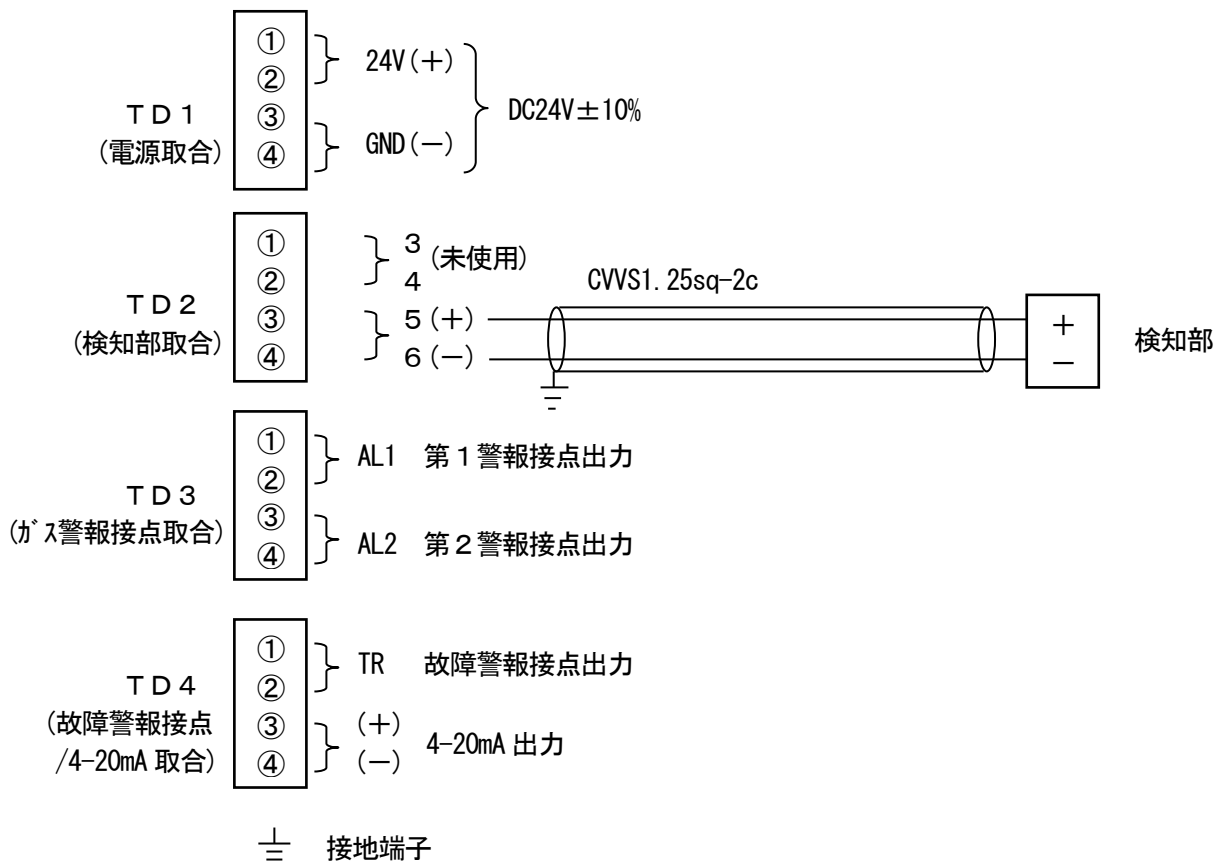 ①
② 24V(＋)
ＴＤ１ ③ DC24V±10%
(電源取合) ④ GND(－)
①
② 3 (未使用)
4 CVVS1.25sq-2c
ＴＤ２ ③ 5(＋) ＋
(検知部取合) ④ 6(－) － 検知部
①
② AL1 第１警報接点出力
ＴＤ３ ③
(ｶﾞｽ警報接点取合) ④ AL2 第２警報接点出力
①
② TR 故障警報接点出力
ＴＤ４
(故障警報接点 ③ (＋)
/4-20mA 取合) ④ (－) 4-20mA 出力
接地端子